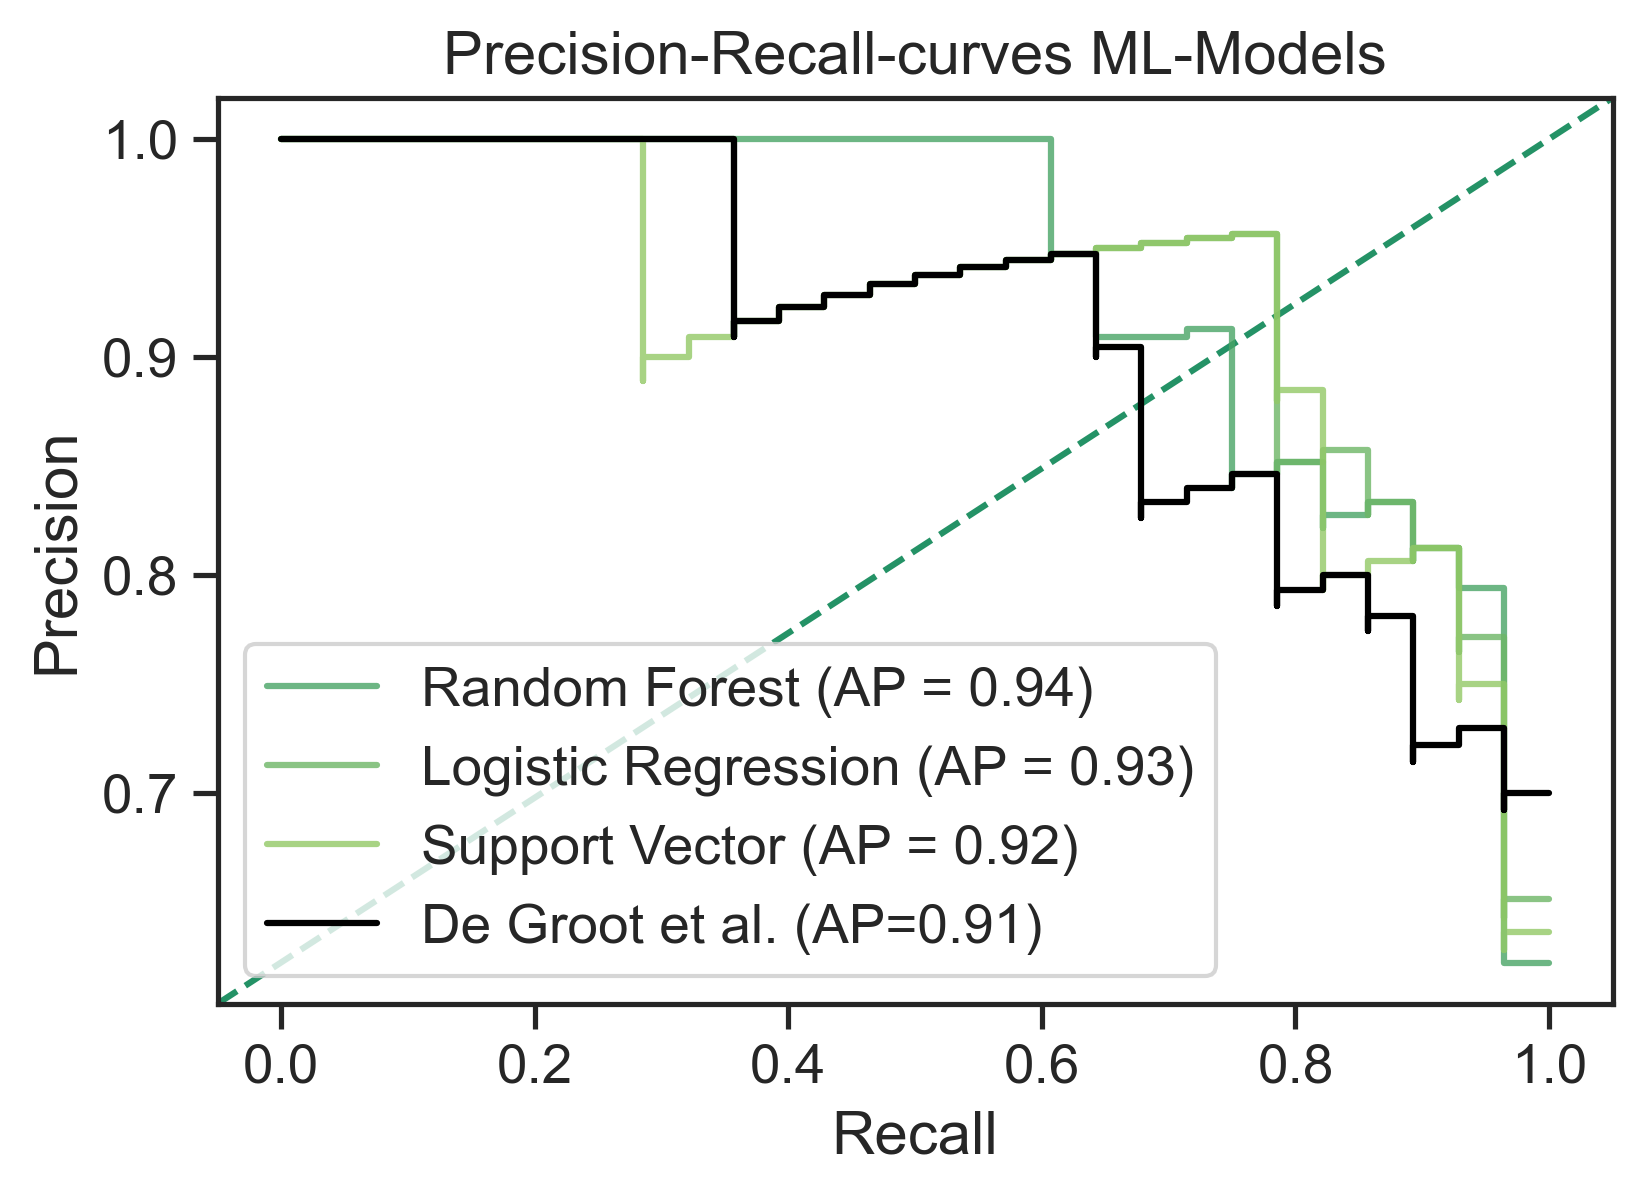 Precision-Recall-curves ML-Models
1.0
0.9
0.8
0.7
Precision
Random Forest (AP = 0.94)
Logistic Regression (AP = 0.93)
Support Vector (AP = 0.92)
De Groot et al. (AP=0.91)
0.0 0.2 0.4 0.6 0.8 1.0
Recall